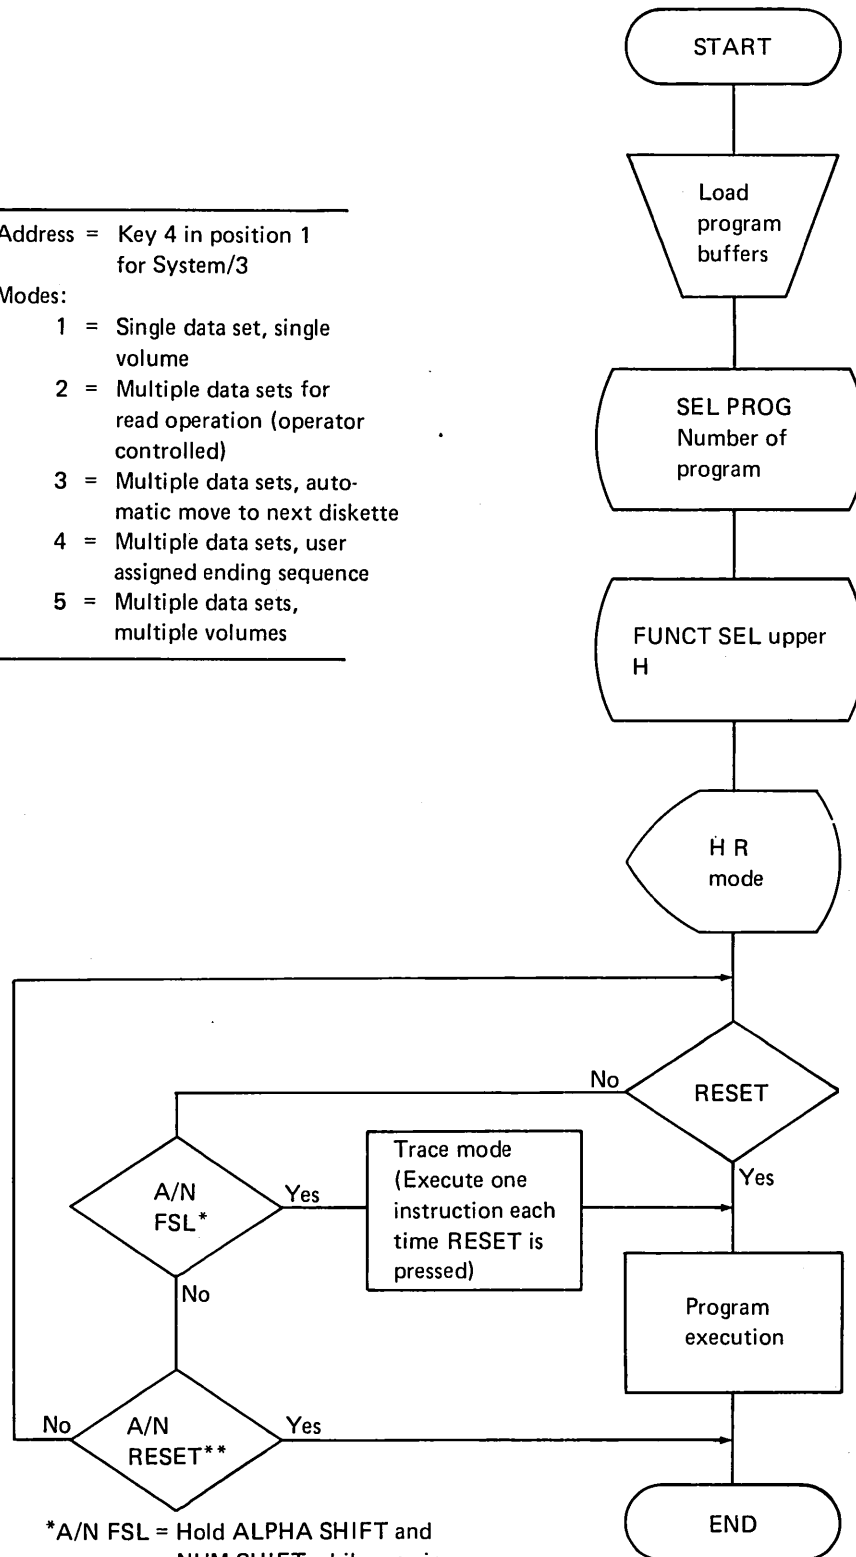 START
Load
program
buffers
Address = Key 4 in position 1
for System/3
Modes:
1 = Single data set, single
volume
2 = Multiple data sets for
read operation (operator
controlled)
3 = Multiple data sets, auto-
matic move to next diskette
4 = Multiple data sets, user
assigned ending sequence
5 = Multiple data sets,
multiple volumes
SEL PROG
Number of
program
FUNCT SEL upper
H
H R
mode
RESET
No
Yes
A/N
FSL*
Yes
No
Trace mode
(Execute one
instruction each
time RESET is
pressed)
Program
execution
A/N
RESET**
No
Yes
END
*A/N FSL = Hold ALPHA SHIFT and
NUM SHIFT